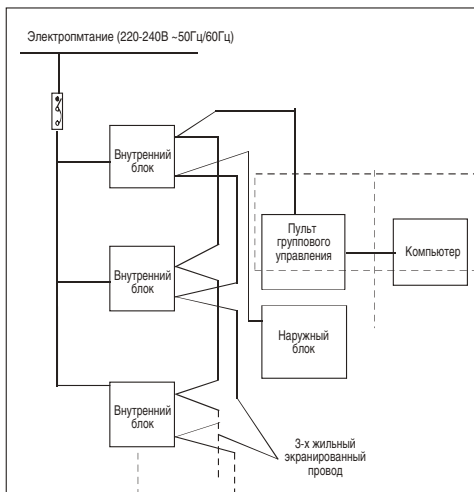 Электропмтание (220-240В ~50Гц/60Гц)
Внутренний
блок
Пульт
группового
управления
Компьютер
Внутренний
блок
Наружный
блок
Внутренний
блок
3-х жильный
экранированный
провод